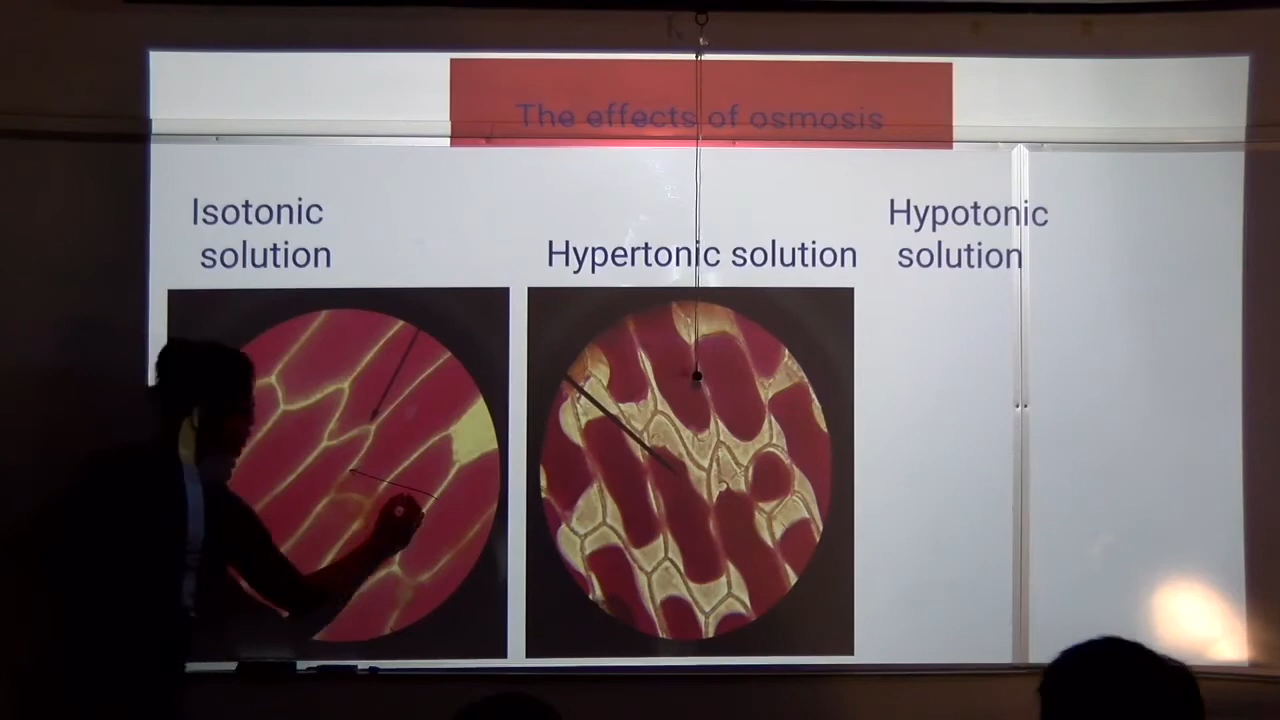 The effects of osmosis
Isotonic
solution
Hypertonic solution
Hypotonic
solution